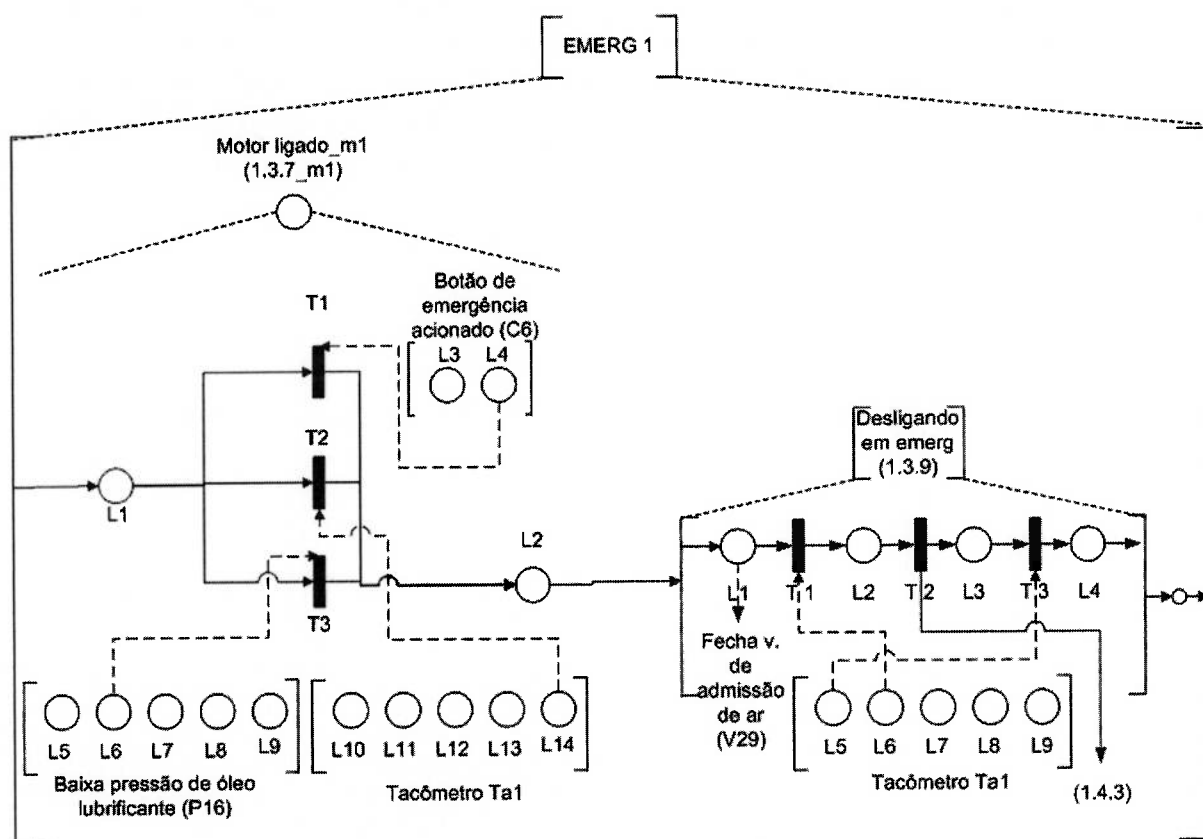 EMERG 1
Motor ligado_m1
(1.3.7_m1)
Botão de
emergência
acionado (C6)
T1
L3 L4
T2
L1
T3
L2
Desligando
em emerg
(1.3.9)
L1 T 1 L2 T 2 L3 T 3 L4
Fecha v.
de
admissão
de ar
(V29)
L5 L6 L7 L8 L9
Baixa pressão de óleo
lubrificante (P16)
L10 L11 L12 L13 L14
Tacômetro Ta1
L5 L6 L7 L8 L9
Tacômetro Ta1
(1.4.3)